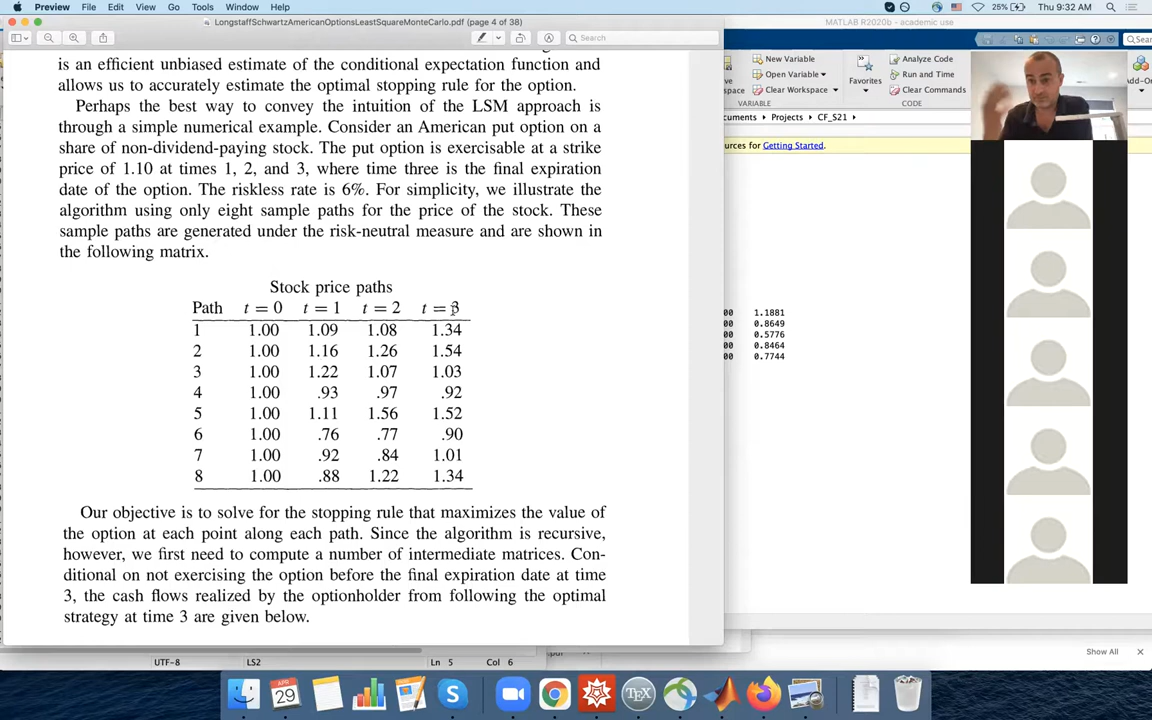 Preview File Edit View Go Tools Window Help
25% Thu 9:32 AM
LongstaffSchwartzAmericanOptionsLeastSquareMonteCarlo.pdf (page 4 of 38)
MATLAB R2020b - academic use
Search
is an efficient unbiased estimate of the conditional expectation function and
allows us to accurately estimate the optimal stopping rule for the option.
Perhaps the best way to convey the intuition of the LSM approach is
through a simple numerical example. Consider an American put option on a
share of non-dividend-paying stock. The put option is exercisable at a strike
price of 1.10 at times 1, 2, and 3, where time three is the final expiration
date of the option. The riskless rate is 6%. For simplicity, we illustrate the
algorithm using only eight sample paths for the price of the stock. These
sample paths are generated under the risk-neutral measure and are shown in
the following matrix.
Stock price paths
Path t = 0 t = 1 t = 2 t = 3
1 1.00 1.09 1.08 1.34
2 1.00 1.16 1.26 1.54
3 1.00 1.22 1.07 1.03
4 1.00 .93 .97 .92
5 1.00 1.11 1.56 1.52
6 1.00 .76 .77 .90
7 1.00 .92 .84 1.01
8 1.00 .88 1.22 1.34
Our objective is to solve for the stopping rule that maximizes the value of
the option at each point along each path. Since the algorithm is recursive,
however, we first need to compute a number of intermediate matrices. Con-
ditional on not exercising the option before the final expiration date at time
3, the cash flows realized by the optionholder from following the optimal
strategy at time 3 are given below.
New Variable
Open Variable
Clear Workspace
VARIABLE
Favorites
Analyze Code
Run and Time
Clear Commands
CODE
Add-O
cuments Projects CF_S21
urces for Getting Started.
00 1.1881
00 0.8649
00 0.5776
00 0.8464
00 0.7744
Show All
UTF-8 LS2 Ln 5 Col 6
APR
29
TEX